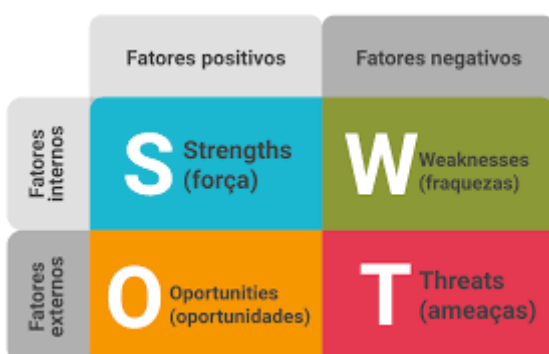 Fatores positivos
Fatores negativos
Fatores
internos
S
Strengths
(força)
W
Weaknesses
(fraquezas)
Fatores
externos
O
Oportunities
(oportunidades)
T
Threats
(ameaças)